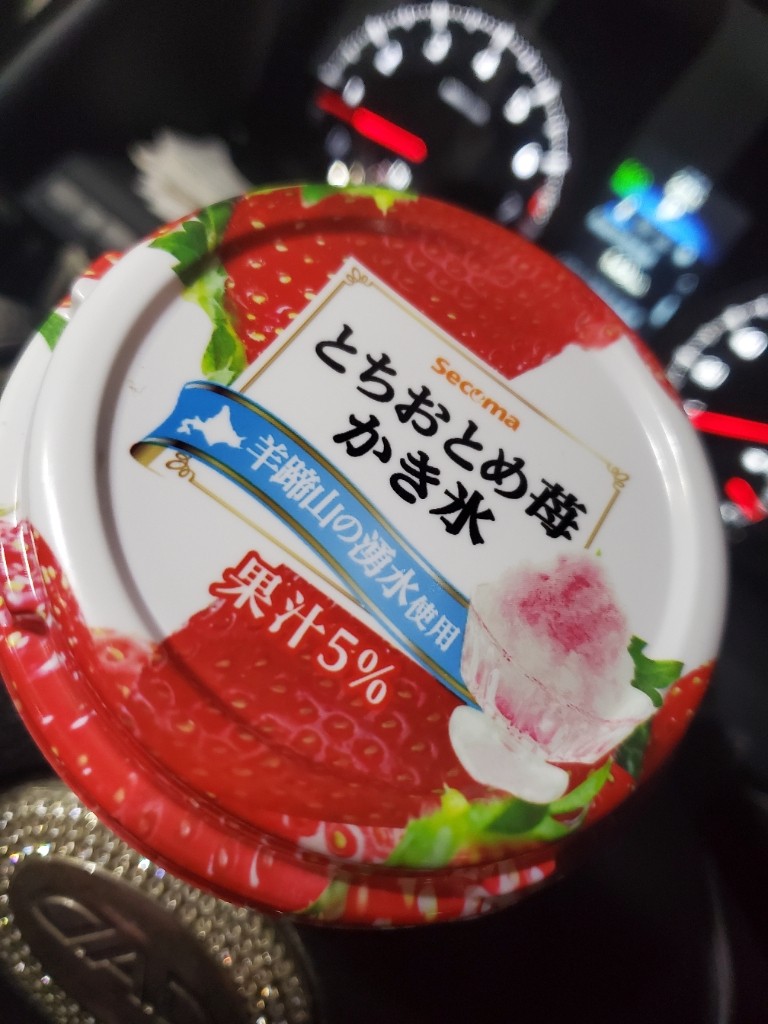 Secoma
とちおとめ苺
かき氷
羊蹄山の湧水使用
果汁5%